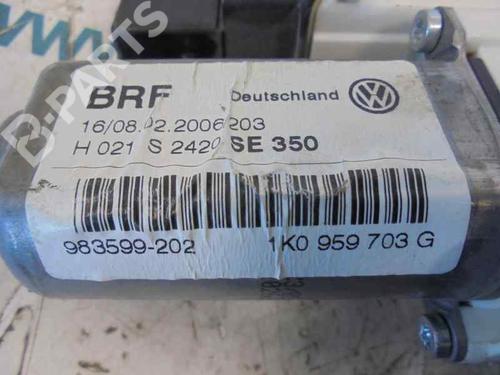 BRF Deutschland
16/08.02.2006 203
H 021 S 2420 SE 350
983599-202 1K0 959 703 G
B-PARTS